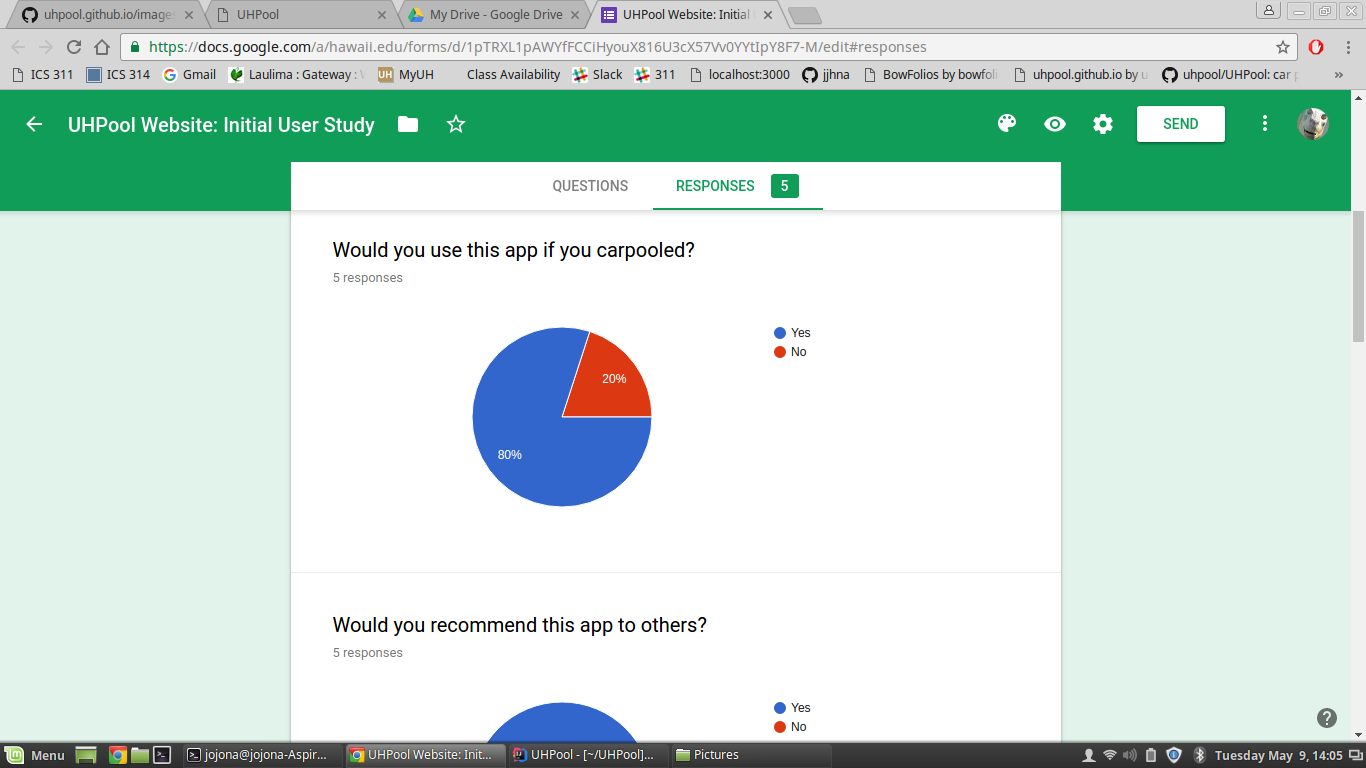 uhpool.github.io/images
UHPool
My Drive - Google Drive
UHPool Website: Initial
https://docs.google.com/a/hawaii.edu/forms/d/1pTRXL1pAWYfFCCiHyouX816U3cX57Vv0YYtIpY8F7-M/edit#responses
ICS 311
ICS 314
Gmail
Laulima : Gateway :
MyUH
Class Availability
Slack
311
localhost:3000
jjhna
BowFolios by bowfoli
uhpool.github.io by u
uhpool/UHPool: car p
»
UHPool Website: Initial User Study
SEND
QUESTIONS
RESPONSES
5
Would you use this app if you carpooled?
5 responses
Yes
No
20%
80%
Would you recommend this app to others?
5 responses
Yes
No
Menu
jojona@jojona-Aspir...
UHPool Website: Init...
UHPool - [~/UHPool]...
Pictures
Tuesday May 9, 14:05